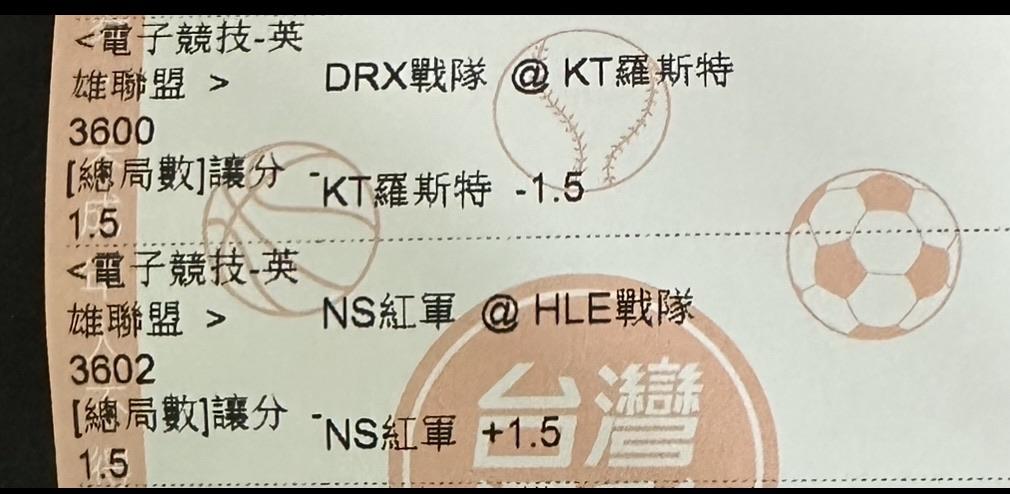 <電子競技-英
雄聯盟 > DRX戰隊 @ KT羅斯特
3600
[總局數]讓分 - KT羅斯特 -1.5
1.5
<電子競技-英
雄聯盟 > NS紅軍 @ HLE戰隊
3602
[總局數]讓分 - NS紅軍 +1.5
1.5
台灣